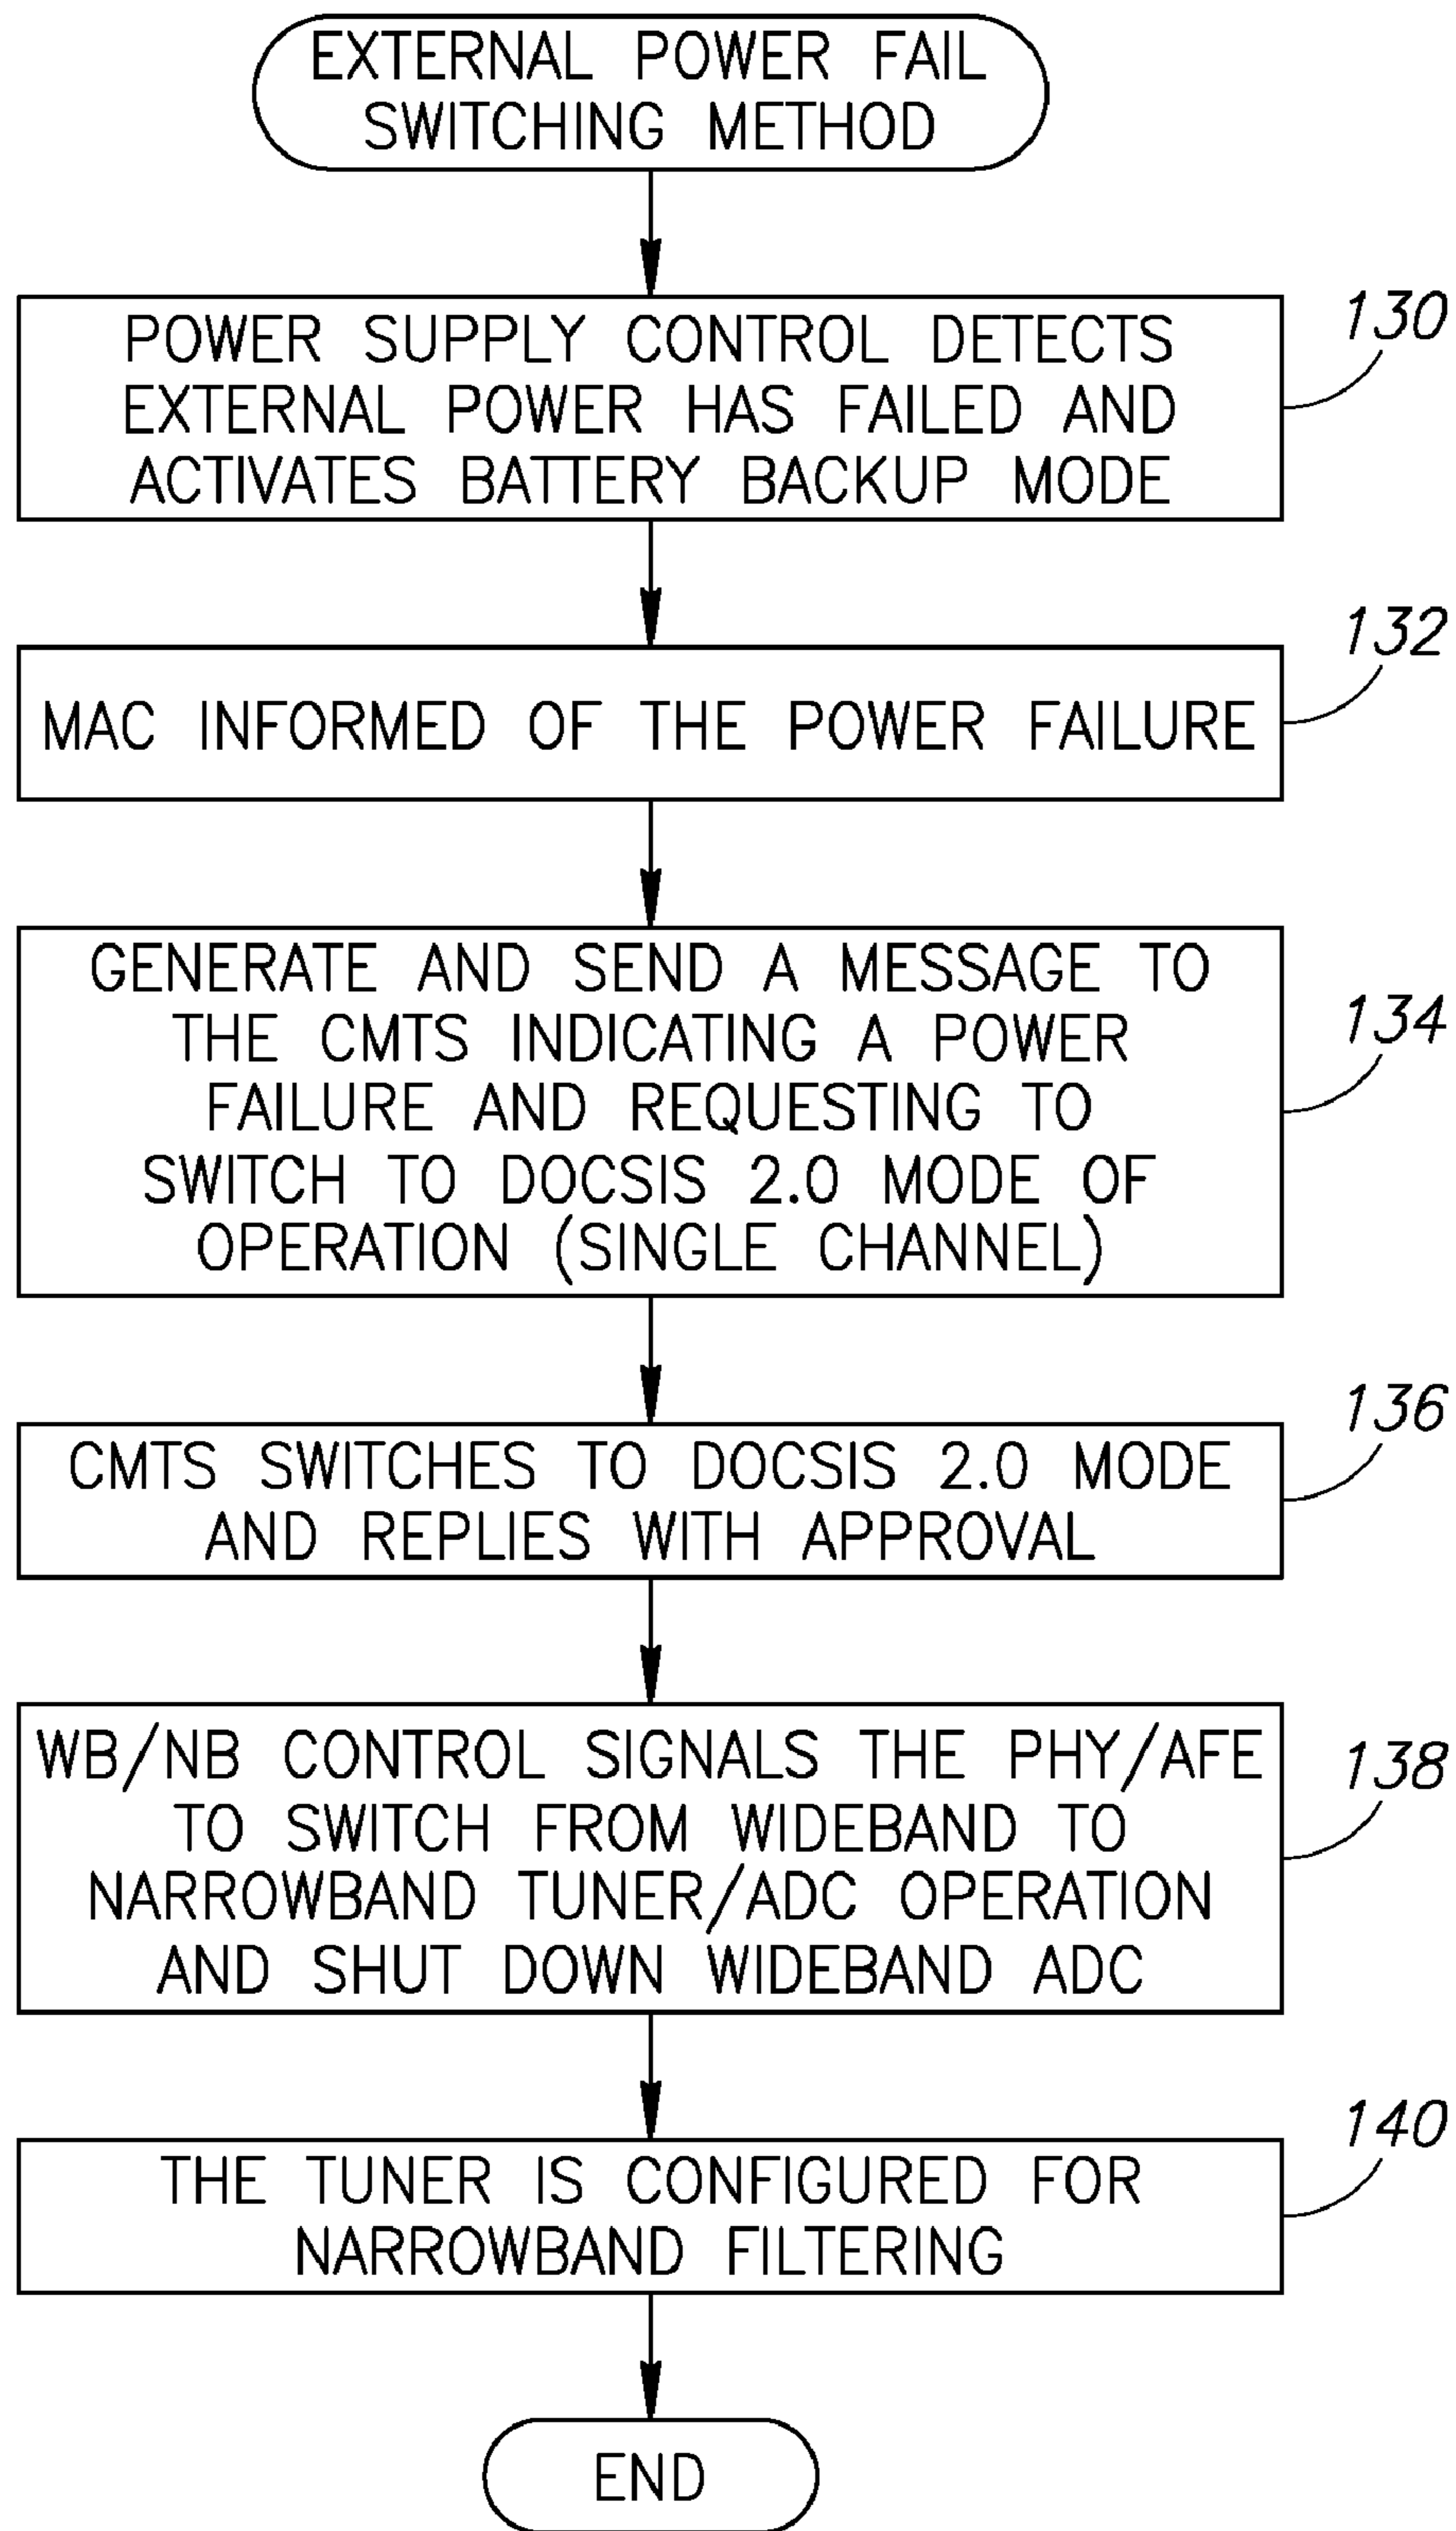 EXTERNAL POWER FAIL
SWITCHING METHOD
POWER SUPPLY CONTROL DETECTS
EXTERNAL POWER HAS FAILED AND
ACTIVATES BATTERY BACKUP MODE
130
MAC INFORMED OF THE POWER FAILURE
132
GENERATE AND SEND A MESSAGE TO
THE CMTS INDICATING A POWER
FAILURE AND REQUESTING TO
SWITCH TO DOCSIS 2.0 MODE OF
OPERATION (SINGLE CHANNEL)
134
CMTS SWITCHES TO DOCSIS 2.0 MODE
AND REPLIES WITH APPROVAL
136
WB/NB CONTROL SIGNALS THE PHY/AFE
TO SWITCH FROM WIDEBAND TO
NARROWBAND TUNER/ADC OPERATION
AND SHUT DOWN WIDEBAND ADC
138
THE TUNER IS CONFIGURED FOR
NARROWBAND FILTERING
140
END